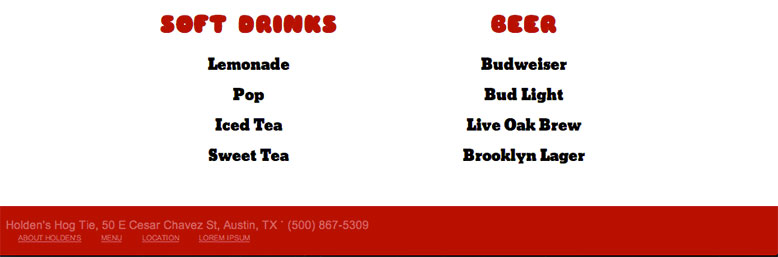 SOFT DRINKS
Lemonade
Pop
Iced Tea
Sweet Tea
BEER
Budweiser
Bud Light
Live Oak Brew
Brooklyn Lager
Holden's Hog Tie, 50 E Cesar Chavez St, Austin, TX ` (500) 867-5309
ABOUT HOLDEN'S MENU LOCATION LOREM IPSUM